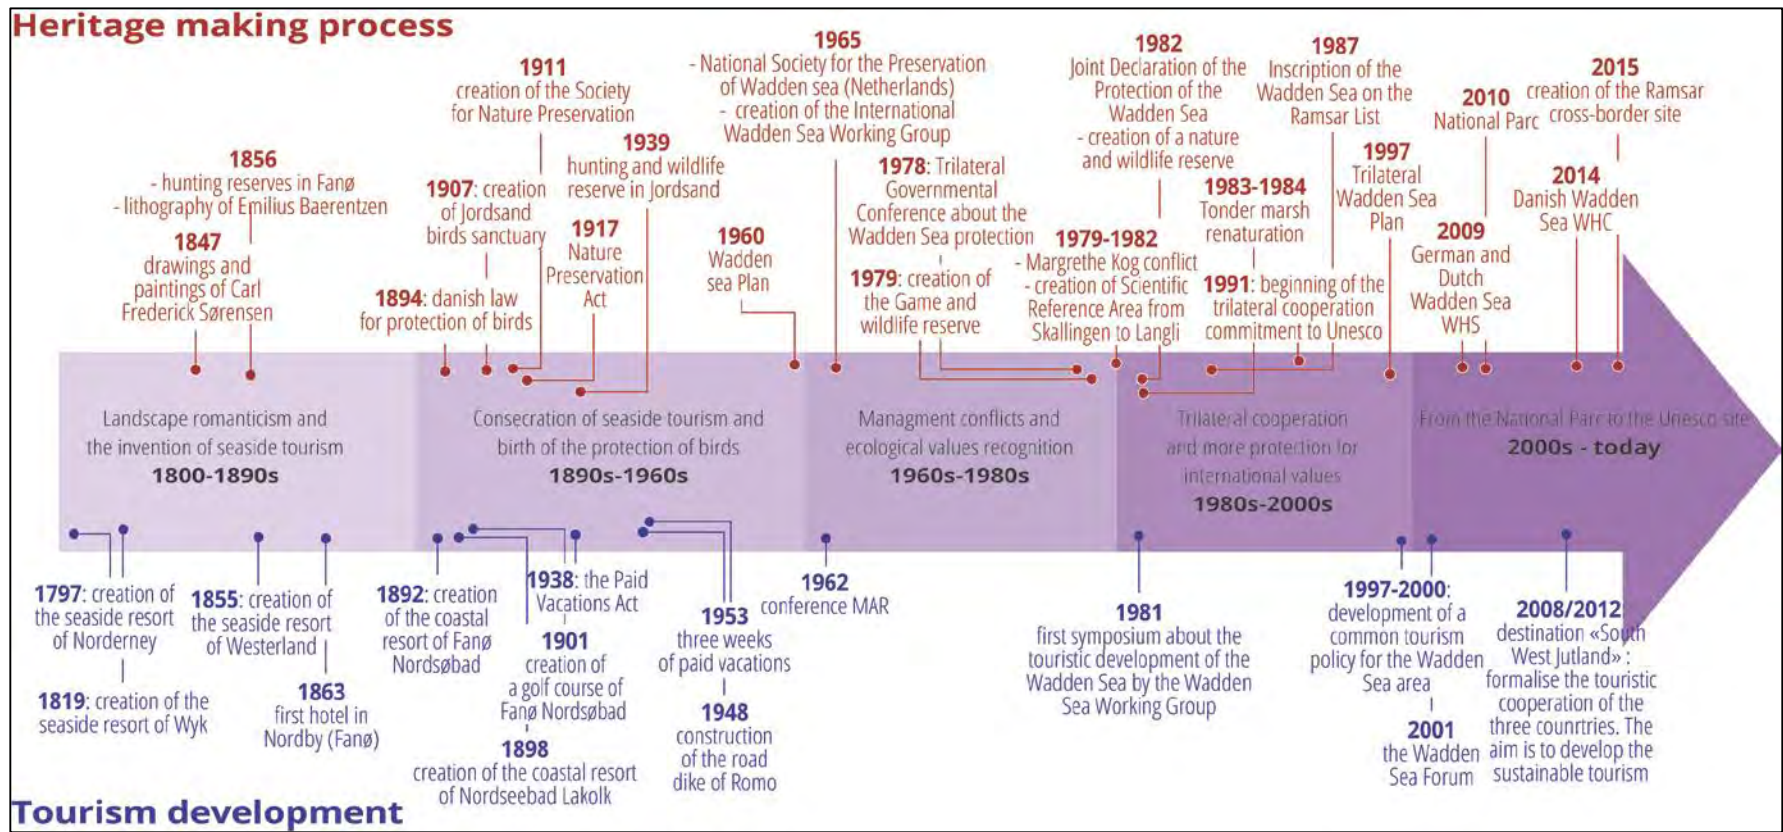 Heritage making process
1856
- hunting reserves in Fanø
- lithography of Emilius Baerentzen
1847
drawings and
paintings of Carl
Frederick Sørensen
1911
creation of the Society
for Nature Preservation
1907: creation
of Jordsand
birds sanctuary
1894: danish law
for protection of birds
1939
hunting and wildlife
reserve in Jordsand
1917
Nature
Preservation
Act
1965
- National Society for the Preservation
of Wadden sea (Netherlands)
- creation of the International
Wadden Sea Working Group
1960
Wadden
sea Plan
1978: Trilateral
Governmental
Conference about the
Wadden Sea protection
1979: creation of
the Game and
wildlife reserve
1982
Joint Declaration of the
Protection of the
Wadden Sea
- creation of a nature
and wildlife reserve
1979-1982
- Margrethe Kog conflict
- creation of Scientific
Reference Area from
Skallingen to Langli
1987
Inscription of the
Wadden Sea on the
Ramsar List
1983-1984
Tonder marsh
renaturation
1991: beginning of the
trilateral cooperation
commitment to Unesco
1997
Trilateral
Wadden Sea
Plan
2010
National Parc
2009
German and
Dutch
Wadden Sea
WHS
2015
creation of the Ramsar
cross-border site
2014
Danish Wadden
Sea WHC
Landscape romanticism and
the invention of seaside tourism
1800-1890s
Consecration of seaside tourism and
birth of the protection of birds
1890s-1960s
Managment conflicts and
ecological values recognition
1960s-1980s
Trilateral cooperation
and more protection for
international values
1980s-2000s
From the National Parc to the Unesco site
2000s - today
1797: creation of
the seaside resort
of Norderney
1819: creation of the
seaside resort of Wyk
1855: creation of
the seaside resort
of Westerland
1863
first hotel in
Nordby (Fanø)
1892: creation
of the coastal
resort of Fanø
Nordsøbad
1938: the Paid
Vacations Act
1901
creation of
a golf course of
Fanø Nordsøbad
1898
creation of the coastal resort
of Nordseebad Lakolk
1953
three weeks
of paid vacations
1948
construction
of the road
dike of Romo
1962
conference MAR
1981
first symposium about the
touristic development of the
Wadden Sea by the Wadden
Sea Working Group
1997-2000:
development of a
common tourism
policy for the Wadden
Sea area
2001
the Wadden
Sea Forum
2008/2012
destination «South
West Jutland» :
formalise the touristic
cooperation of the
three counrtries. The
aim is to develop the
sustainable tourism
Tourism development